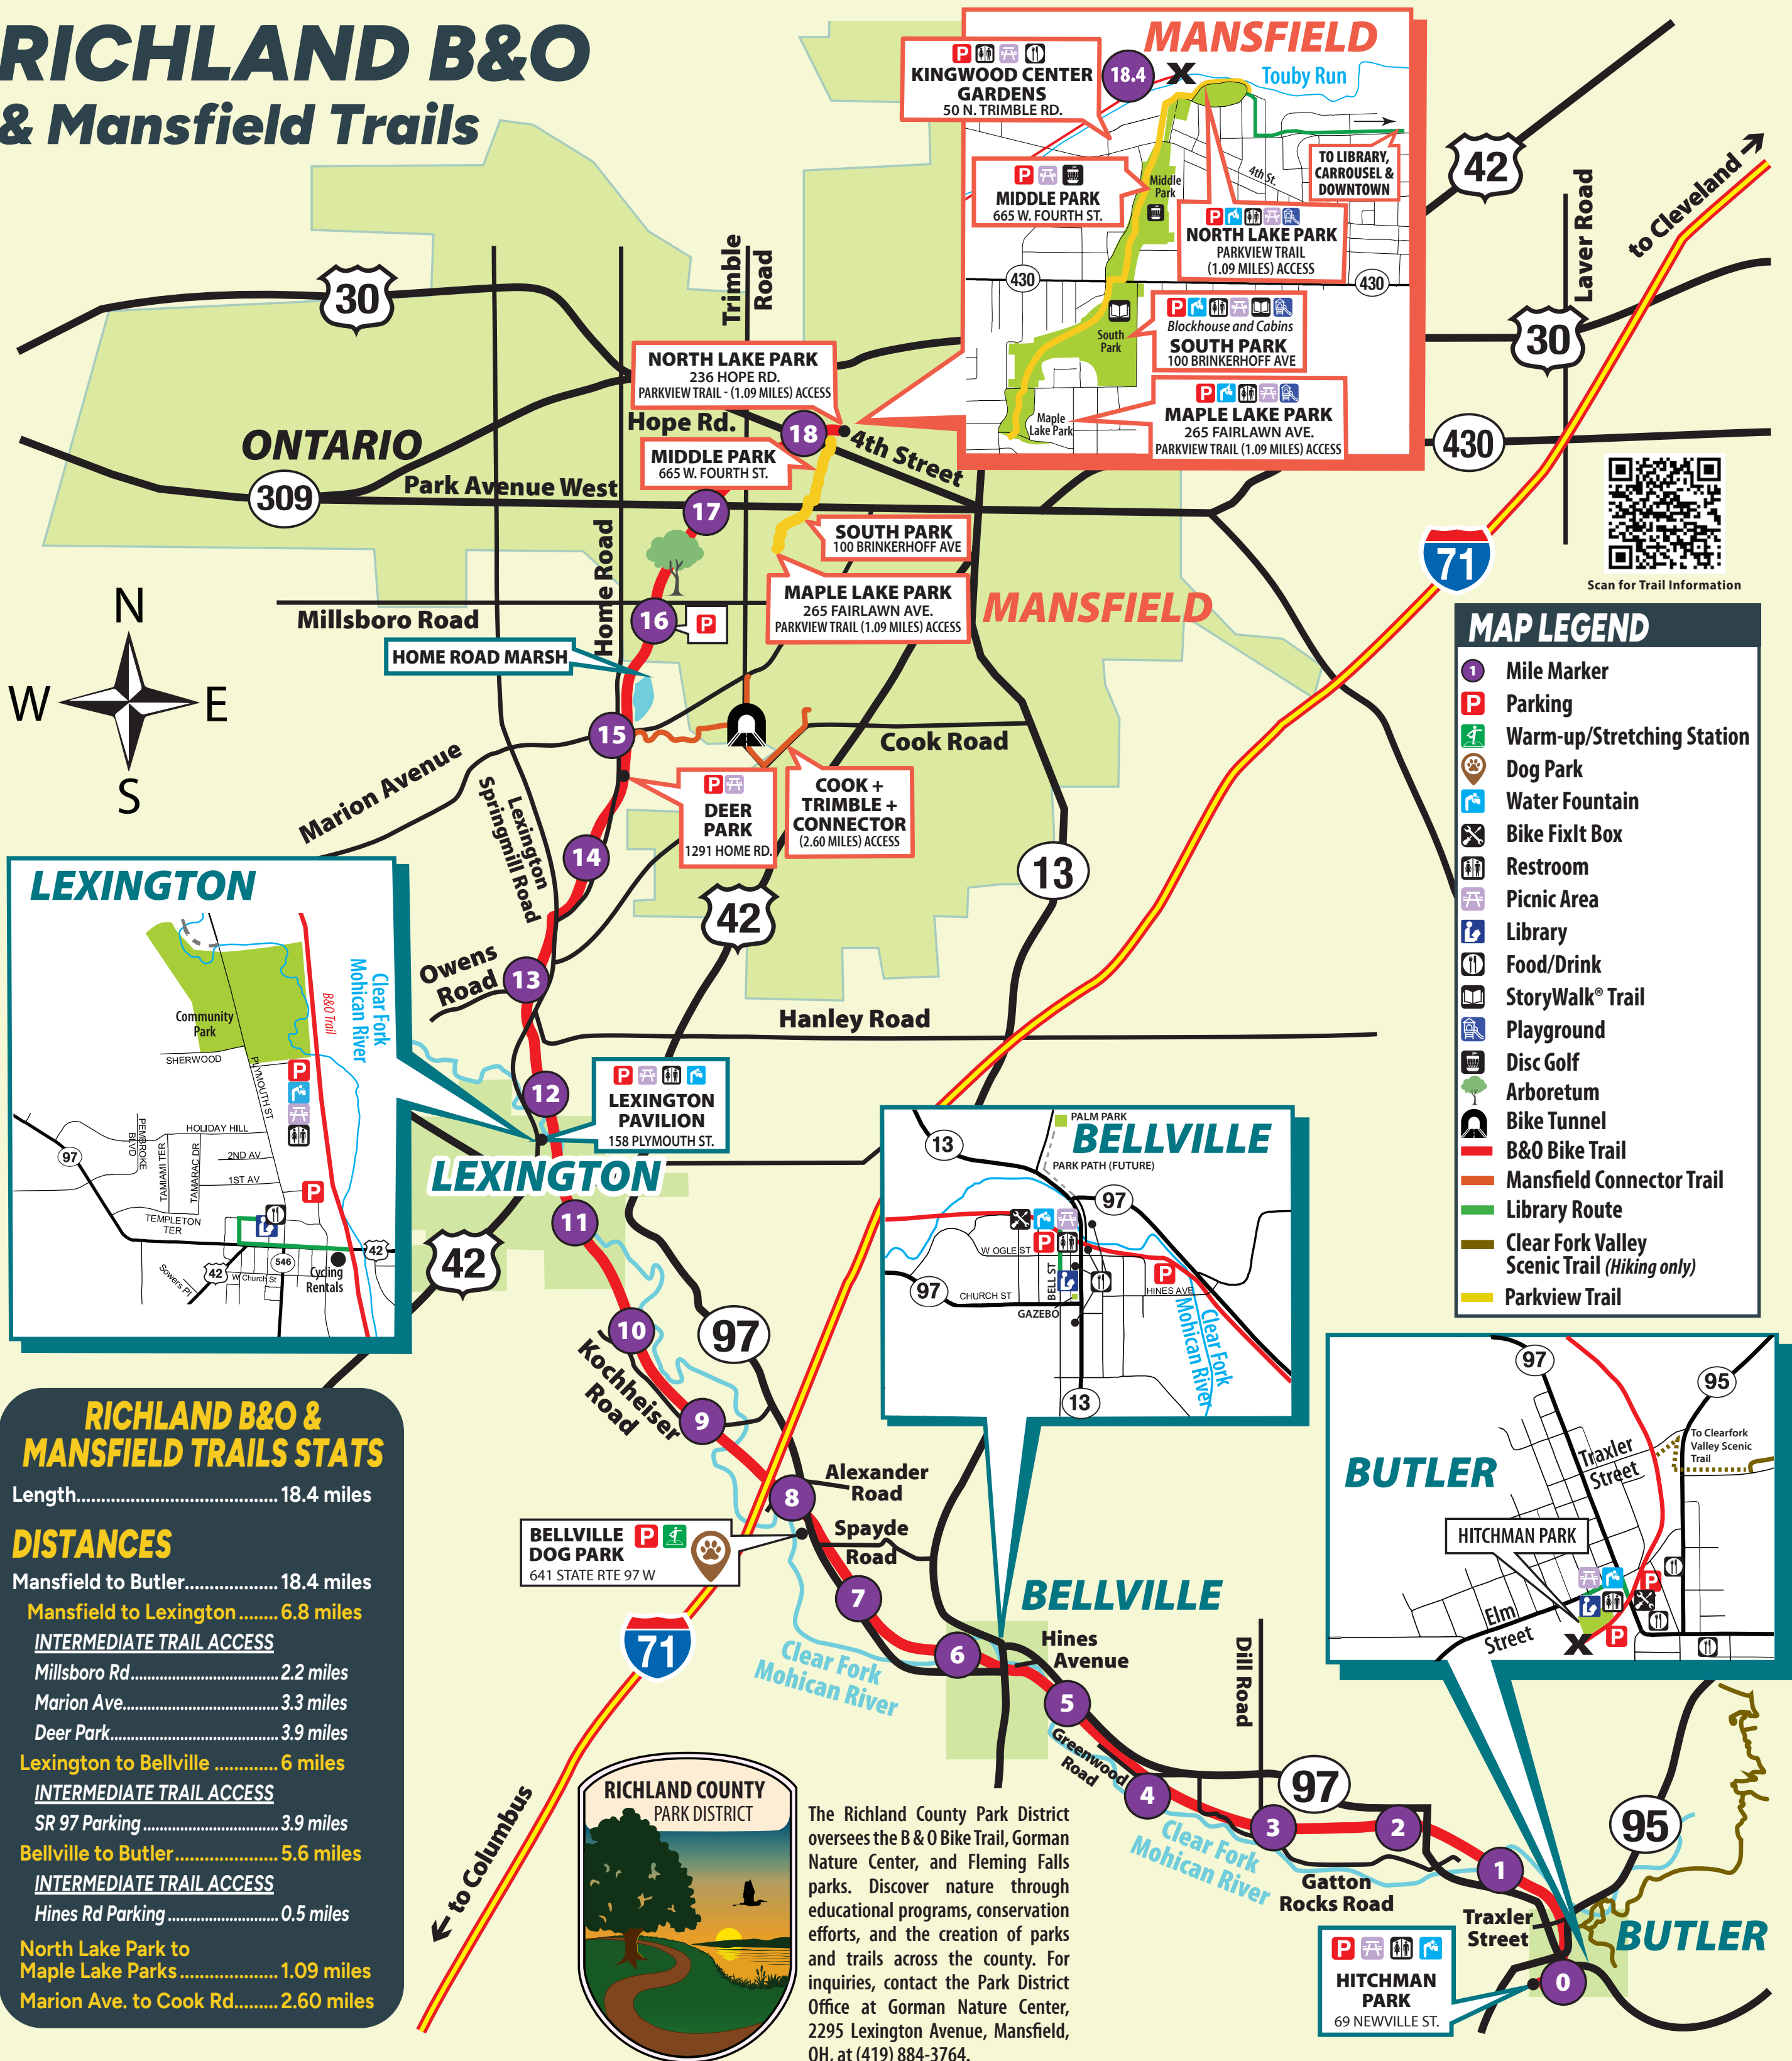 RICHLAND B&O
& Mansfield Trails
MANSFIELD
KINGWOOD CENTER
GARDENS
50 N. TRIMBLE RD.
18.4
X
Touby Run
TO LIBRARY,
CARROUSEL &
DOWNTOWN
4th St.
P
MIDDLE PARK
665 W. FOURTH ST.
Middle
Park
P
NORTH LAKE PARK
PARKVIEW TRAIL
(1.09 MILES) ACCESS
430
430
P
Blockhouse and Cabins
SOUTH PARK
100 BRINKERHOFF AVE
South
Park
P
MAPLE LAKE PARK
265 FAIRLAWN AVE.
PARKVIEW TRAIL (1.09 MILES) ACCESS
Maple
Lake Park
42
Laver Road
to Cleveland
30
30
Trimble
Road
NORTH LAKE PARK
236 HOPE RD.
PARKVIEW TRAIL - (1.09 MILES) ACCESS
Hope Rd.
18
4th Street
430
ONTARIO
309
Park Avenue West
MIDDLE PARK
665 W. FOURTH ST.
17
SOUTH PARK
100 BRINKERHOFF AVE
71
Scan for Trail Information
Home Road
MAPLE LAKE PARK
265 FAIRLAWN AVE.
PARKVIEW TRAIL (1.09 MILES) ACCESS
MANSFIELD
N
W
E
S
Millsboro Road
16
P
HOME ROAD MARSH
15
Cook Road
Marion Avenue
Lexington
Springmill Road
P
DEER
PARK
1291 HOME RD.
COOK +
TRIMBLE +
CONNECTOR
(2.60 MILES) ACCESS
14
42
13
Owens
Road
13
Hanley Road
12
P
LEXINGTON
PAVILION
158 PLYMOUTH ST.
LEXINGTON
11
42
97
10
Kochheiser
Road
9
MAP LEGEND
1
Mile Marker
P
Parking
Warm-up/Stretching Station
Dog Park
Water Fountain
Bike FixIt Box
Restroom
Picnic Area
Library
Food/Drink
StoryWalk® Trail
Playground
Disc Golf
Arboretum
Bike Tunnel
B&O Bike Trail
Mansfield Connector Trail
Library Route
Clear Fork Valley
Scenic Trail (Hiking only)
Parkview Trail
LEXINGTON
Community
Park
B&O Trail
Clear Fork
Mohican River
SHERWOOD
PLYMOUTH ST
P
HOLIDAY HILL
PEMBROKE
BLVD
TAMIAMI TER
TAMARAC DR
2ND AV
1ST AV
97
P
TEMPLETON
TER
42
546
42
W Church St
Sowers Pl
Cycling
Rentals
BELLVILLE
PALM PARK
PARK PATH (FUTURE)
13
97
W OGLE ST
P
BELL ST
P
97
CHURCH ST
HINES AVE
GAZEBO
Clear Fork
Mohican River
13
BUTLER
97
95
Traxler
Street
To Clearfork
Valley Scenic
Trail
HITCHMAN PARK
P
Elm
Street
X
P
8
Alexander
Road
Spayde
Road
BELLVILLE
DOG PARK
641 STATE RTE 97 W
P
7
71
Clear Fork
Mohican River
6
BELLVILLE
Hines
Avenue
5
Greenwood
Road
4
Dill Road
97
3
2
Clear Fork
Mohican River
Gatton
Rocks Road
1
95
Traxler
Street
BUTLER
0
P
HITCHMAN
PARK
69 NEWVILLE ST.
to Columbus
RICHLAND B&O &
MANSFIELD TRAILS STATS
Length.........................................18.4 miles
DISTANCES
Mansfield to Butler...................18.4 miles
Mansfield to Lexington ........6.8 miles
INTERMEDIATE TRAIL ACCESS
Millsboro Rd..............................2.2 miles
Marion Ave................................3.3 miles
Deer Park..................................3.9 miles
Lexington to Bellville .............6 miles
INTERMEDIATE TRAIL ACCESS
SR 97 Parking ...........................3.9 miles
Bellville to Butler.....................5.6 miles
INTERMEDIATE TRAIL ACCESS
Hines Rd Parking ......................0.5 miles
North Lake Park to
Maple Lake Parks ....................1.09 miles
Marion Ave. to Cook Rd.........2.60 miles
RICHLAND COUNTY
PARK DISTRICT
The Richland County Park District
oversees the B & O Bike Trail, Gorman
Nature Center, and Fleming Falls
parks. Discover nature through
educational programs, conservation
efforts, and the creation of parks
and trails across the county. For
inquiries, contact the Park District
Office at Gorman Nature Center,
2295 Lexington Avenue, Mansfield,
OH, at (419) 884-3764.